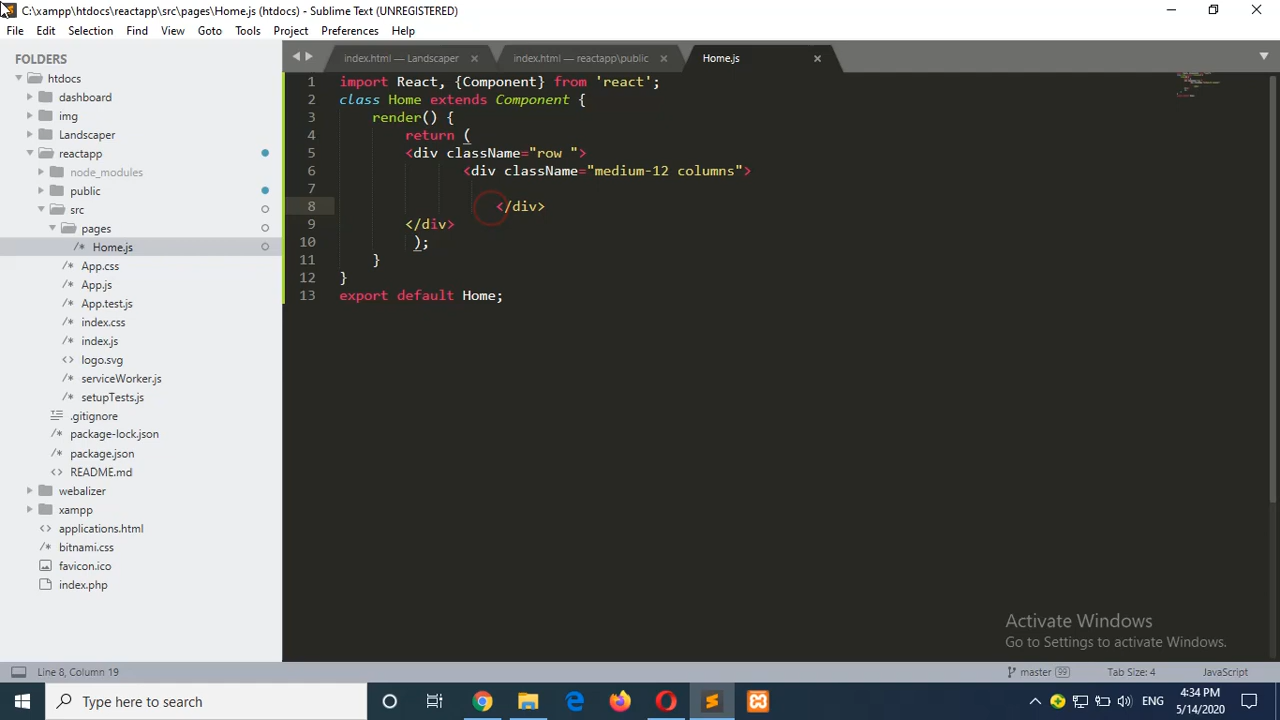 C:\xampp\htdocs\reactapp\src\pages\Home.js (htdocs) - Sublime Text (UNREGISTERED)
File Edit Selection Find View Goto Tools Project Preferences Help
FOLDERS
htdocs
dashboard
img
Landscaper
reactapp
node_modules
public
src
pages
/* Home.js
/* App.css
/* App.js
/* App.test.js
/* index.css
/* index.js
<> logo.svg
/* serviceWorker.js
/* setupTests.js
.gitignore
/* package-lock.json
/* package.json
<> README.md
webalizer
xampp
<> applications.html
/* bitnami.css
favicon.ico
index.php
index.html — Landscaper × index.html — reactapp\public × Home.js ×
1 import React, {Component} from 'react';
2 class Home extends Component {
3 render() {
4 return (
5 <div className="row ">
6 <div className="medium-12 columns">
7
8 </div>
9 </div>
10 );
11 }
12 }
13 export default Home;
Activate Windows
Go to Settings to activate Windows.
Line 8, Column 19 master 99 Tab Size: 4 JavaScript
Type here to search ENG 4:34 PM
5/14/2020